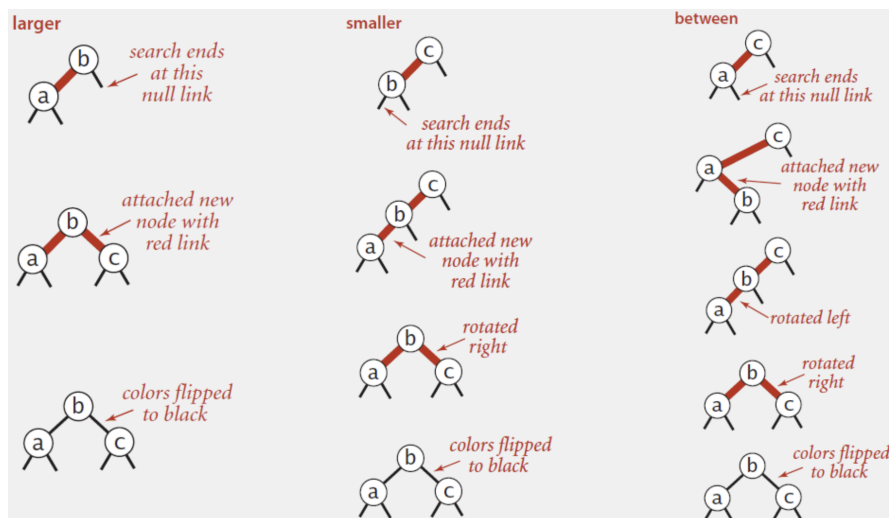 larger
b
search ends
at this
null link
a
attached new
node with
red link
b
a
c
colors flipped
to black
b
a
c
smaller
c
b
search ends
at this null link
c
b
a
attached new
node with
red link
rotated
right
b
a
c
colors flipped
to black
b
a
c
between
c
a
search ends
at this null link
c
a
attached new
node with
red link
b
c
b
a
rotated left
rotated
right
b
a
c
colors flipped
to black
b
a
c